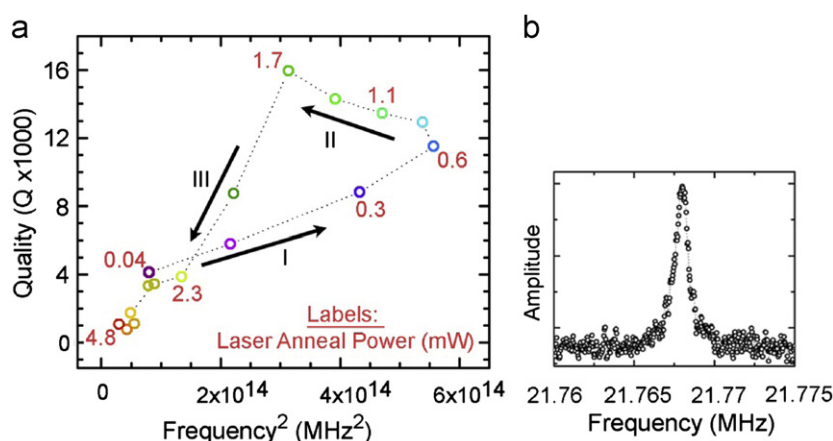 a
Quality (Q x1000)
16
12
8
4
0
1.7
1.1
II
0.6
III
0.3
0.04
I
2.3
4.8
Labels:
Laser Anneal Power (mW)
0 2x10¹⁴ 4x10¹⁴ 6x10¹⁴
Frequency² (MHz²)
b
Amplitude
21.76 21.765 21.77 21.775
Frequency (MHz)